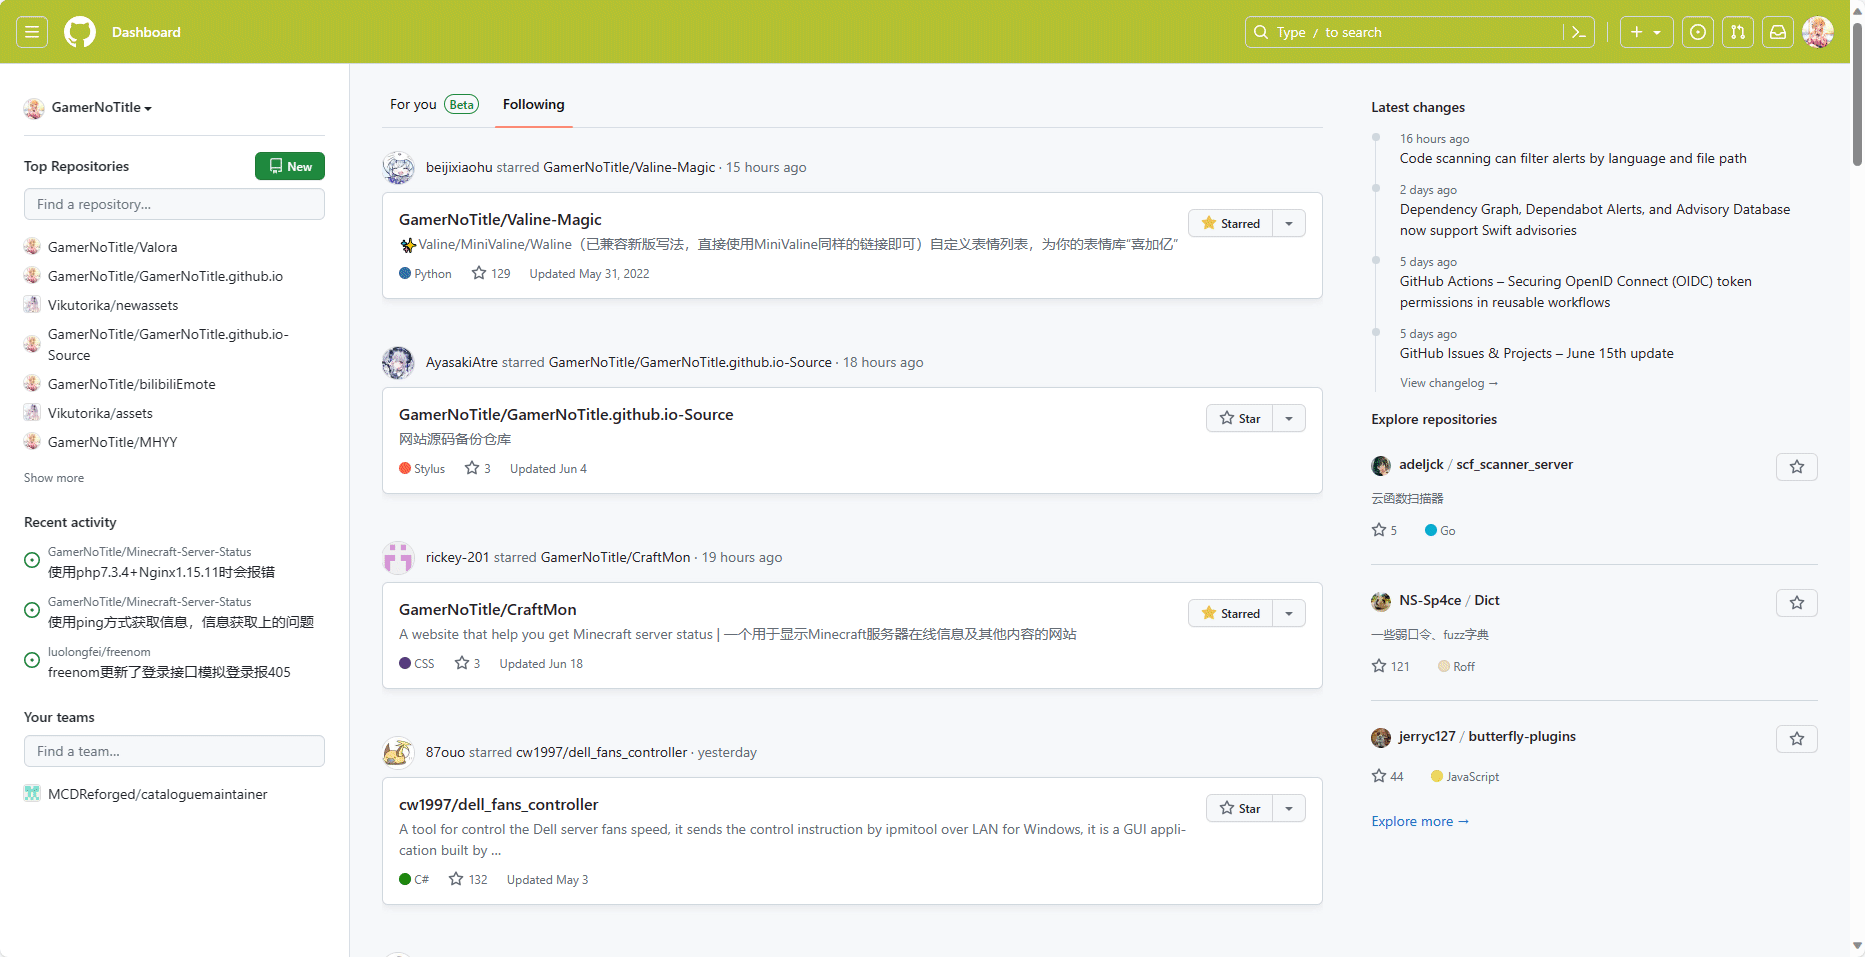 Dashboard
Type / to search
GamerNoTitle
Top Repositories
New
Find a repository...
GamerNoTitle/Valora
GamerNoTitle/GamerNoTitle.github.io
Vikutorika/newassets
GamerNoTitle/GamerNoTitle.github.io-
Source
GamerNoTitle/bilibiliEmote
Vikutorika/assets
GamerNoTitle/MHYY
Show more
Recent activity
GamerNoTitle/Minecraft-Server-Status
使用php7.3.4+Nginx1.15.11时会报错
GamerNoTitle/Minecraft-Server-Status
使用ping方式获取信息，信息获取上的问题
luolongfei/freenom
freenom更新了登录接口模拟登录报405
Your teams
Find a team...
MCDReforged/cataloguemaintainer
For you Beta Following
beijixiaohu starred GamerNoTitle/Valine-Magic · 15 hours ago
GamerNoTitle/Valine-Magic
Starred
✨Valine/MiniValine/Waline（已兼容新版写法，直接使用MiniValine同样的链接即可）自定义表情列表，为你的表情库“喜加亿”
Python 129 Updated May 31, 2022
AyasakiAtre starred GamerNoTitle/GamerNoTitle.github.io-Source · 18 hours ago
GamerNoTitle/GamerNoTitle.github.io-Source
Star
网站源码备份仓库
Stylus 3 Updated Jun 4
rickey-201 starred GamerNoTitle/CraftMon · 19 hours ago
GamerNoTitle/CraftMon
Starred
A website that help you get Minecraft server status | 一个用于显示Minecraft服务器在线信息及其他内容的网站
CSS 3 Updated Jun 18
87ouo starred cw1997/dell_fans_controller · yesterday
cw1997/dell_fans_controller
Star
A tool for control the Dell server fans speed, it sends the control instruction by ipmitool over LAN for Windows, it is a GUI appli-
cation built by ...
C# 132 Updated May 3
Latest changes
16 hours ago
Code scanning can filter alerts by language and file path
2 days ago
Dependency Graph, Dependabot Alerts, and Advisory Database
now support Swift advisories
5 days ago
GitHub Actions – Securing OpenID Connect (OIDC) token
permissions in reusable workflows
5 days ago
GitHub Issues & Projects – June 15th update
View changelog →
Explore repositories
adeljck / scf_scanner_server
云函数扫描器
5 Go
NS-Sp4ce / Dict
一些弱口令、fuzz字典
121 Roff
jerryc127 / butterfly-plugins
44 JavaScript
Explore more →